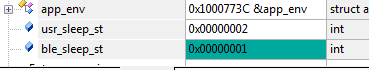 app_env 0x1000773C &app_env struct a
usr_sleep_st 0x00000002 int
ble_sleep_st 0x00000001 int